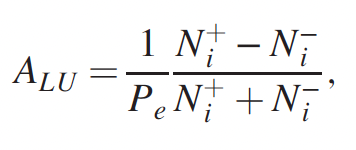 A_{LU} = \frac{1}{P_e} \frac{N_i^+ - N_i^-}{N_i^+ + N_i^-},